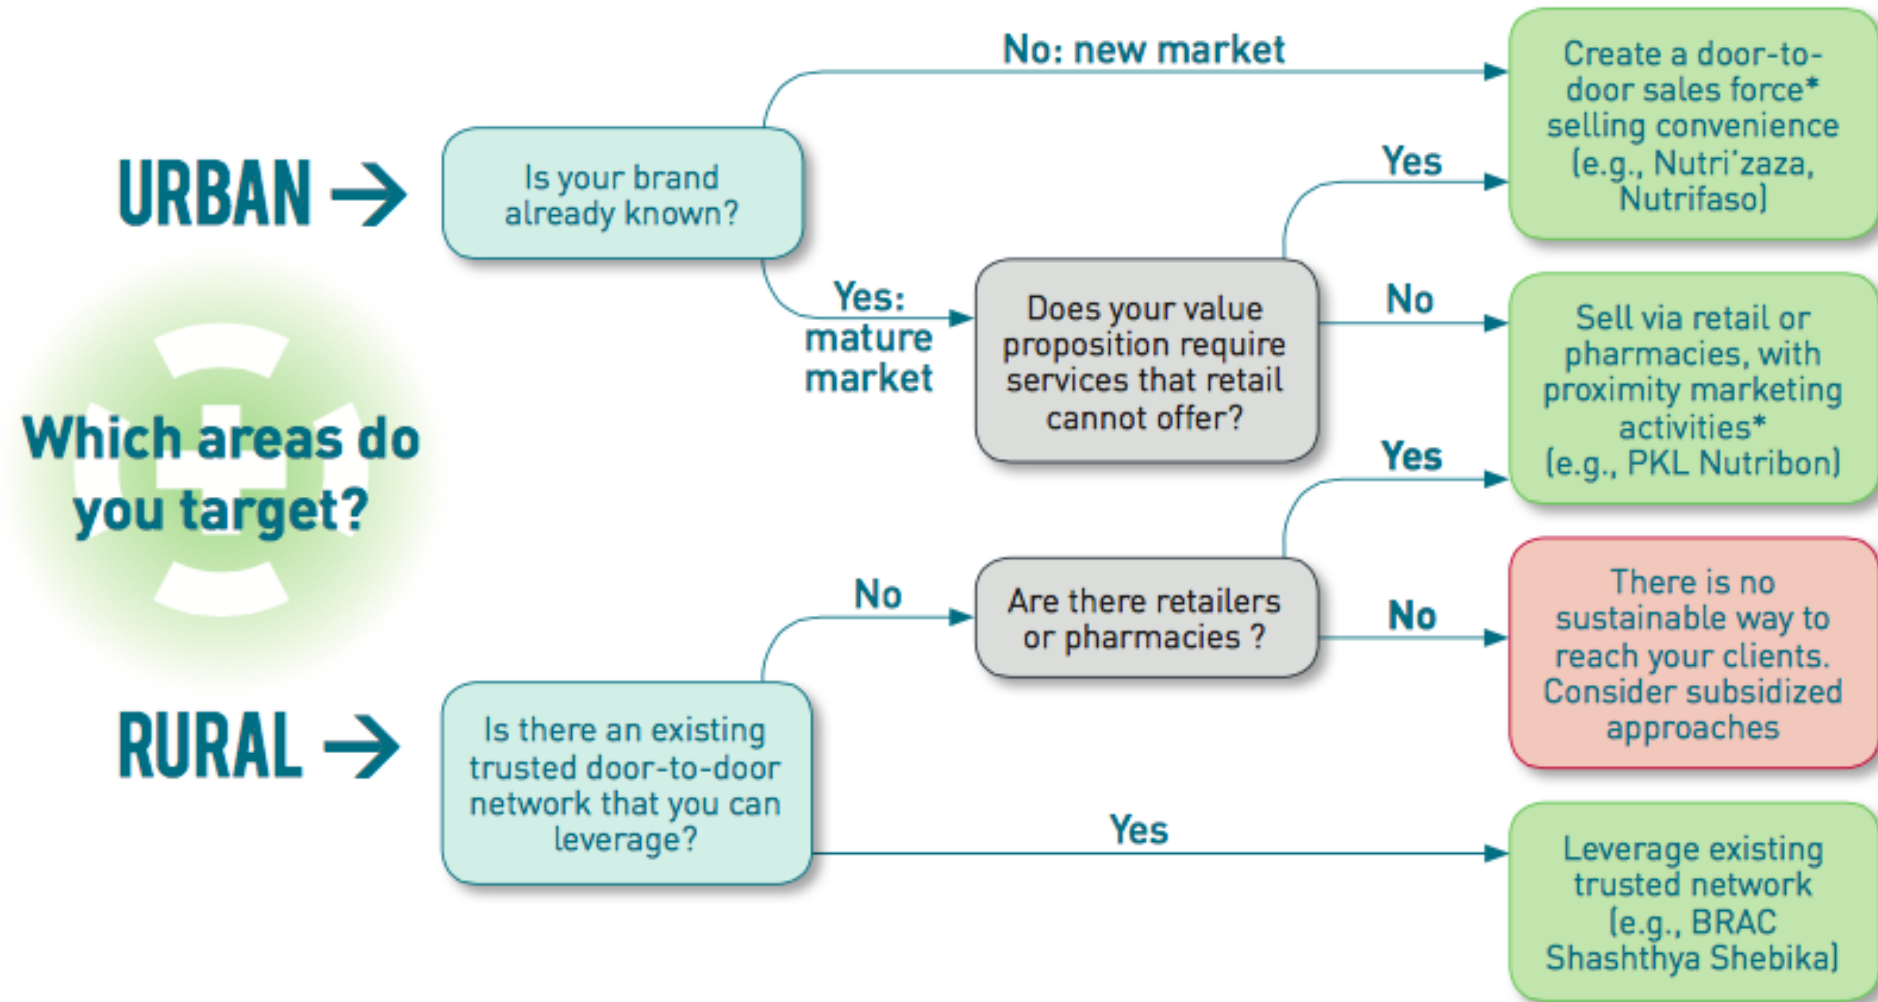 Which areas do
you target?
URBAN →
Is your brand
already known?
No: new market
Yes:
mature
market
Does your value
proposition require
services that retail
cannot offer?
Yes
No
Create a door-to-
door sales force*
selling convenience
(e.g., Nutri’zaza,
Nutrifaso)
Sell via retail or
pharmacies, with
proximity marketing
activities*
(e.g., PKL Nutribon)
RURAL →
Is there an existing
trusted door-to-door
network that you can
leverage?
No
Are there retailers
or pharmacies ?
Yes
No
There is no
sustainable way to
reach your clients.
Consider subsidized
approaches
Yes
Leverage existing
trusted network
(e.g., BRAC
Shashthya Shebika)